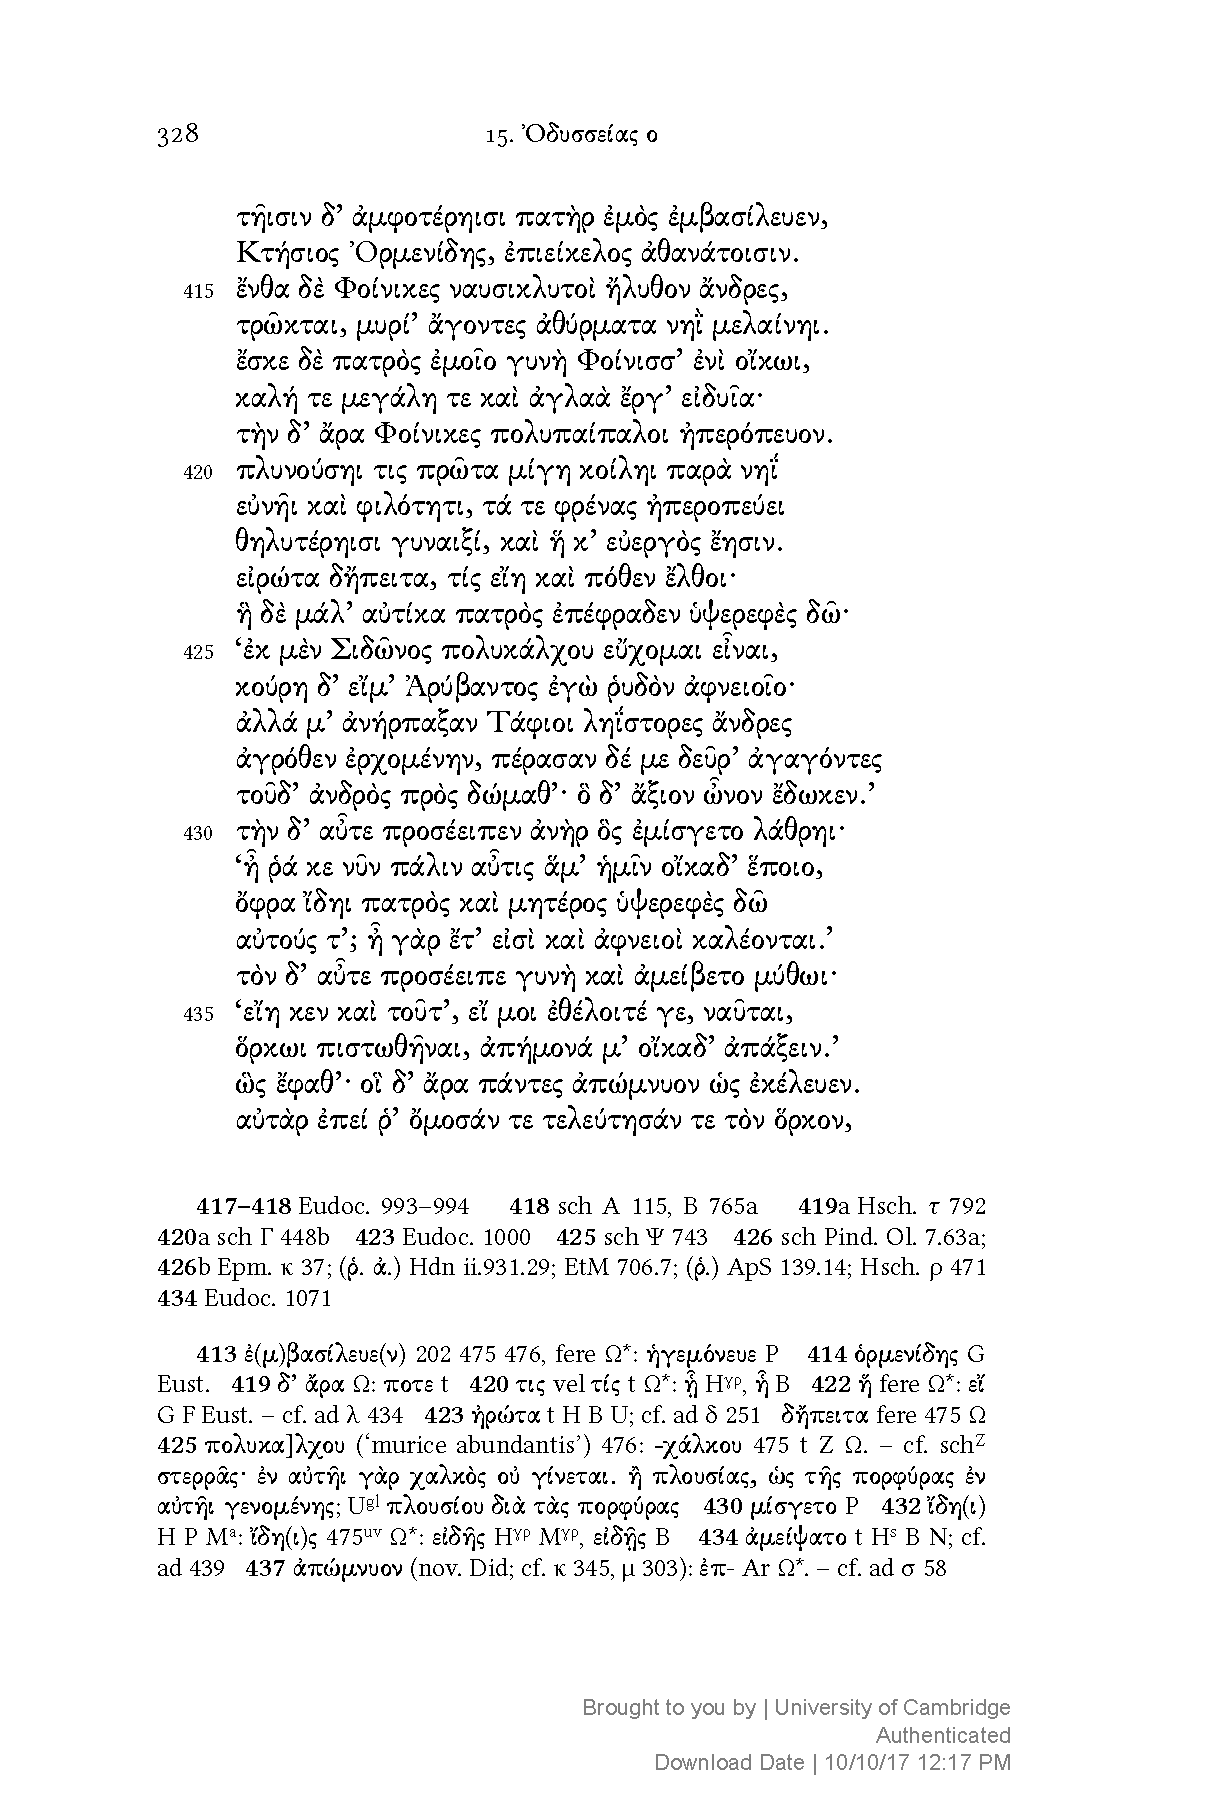 328 15. Ὀδυσσείας ο
τῆισιν δ’ ἀμφοτέρηισι πατὴρ ἐμὸς ἐμβασίλευεν,
Κτήσιος Ὀρμενίδης, ἐπιείκελος ἀθανάτοισιν.
415 ἔνθα δὲ Φοίνικες ναυσικλυτοὶ ἤλυθον ἄνδρες,
τρῶκται, μυρί’ ἄγοντες ἀθύρματα νηῒ μελαίνηι.
ἔσκε δὲ πατρὸς ἐμοῖο γυνὴ Φοίνισσ’ ἐνὶ οἴκωι,
καλή τε μεγάλη τε καὶ ἀγλαὰ ἔργ’ εἰδυῖα·
τὴν δ’ ἄρα Φοίνικες πολυπαίπαλοι ἠπερόπευον.
420 πλυνούσηι τις πρῶτα μίγη κοίληι παρὰ νηΐ
εὐνῆι καὶ φιλότητι, τά τε φρένας ἠπεροπεύει
θηλυτέρηισι γυναιξί, καὶ ἥ κ’ εὐεργὸς ἔησιν.
εἰρώτα δἤπειτα, τίς εἴη καὶ πόθεν ἔλθοι·
ἣ δὲ μάλ’ αὐτίκα πατρὸς ἐπέφραδεν ὑψερεφὲς δῶ·
425 ‘ἐκ μὲν Σιδῶνος πολυκάλχου εὔχομαι εἶναι,
κούρη δ’ εἴμ’ Ἀρύβαντος ἐγὼ ῥυδὸν ἀφνειοῖο·
ἀλλά μ’ ἀνήρπαξαν Τάφιοι ληΐστορες ἄνδρες
ἀγρόθεν ἐρχομένην, πέρασαν δέ με δεῦρ’ ἀγαγόντες
τοῦδ’ ἀνδρὸς πρὸς δώμαθ’· ὃ δ’ ἄξιον ὦνον ἔδωκεν.’
430 τὴν δ’ αὖτε προσέειπεν ἀνὴρ ὃς ἐμίσγετο λάθρηι·
‘ἦ ῥά κε νῦν πάλιν αὖτις ἅμ’ ἡμῖν οἴκαδ’ ἕποιο,
ὄφρα ἴδηι πατρὸς καὶ μητέρος ὑψερεφὲς δῶ
αὐτούς τ’; ἦ γὰρ ἔτ’ εἰσὶ καὶ ἀφνειοὶ καλέονται.’
τὸν δ’ αὖτε προσέειπε γυνὴ καὶ ἀμείβετο μύθωι·
435 ‘εἴη κεν καὶ τοῦτ’, εἴ μοι ἐθέλοιτέ γε, ναῦται,
ὅρκωι πιστωθῆναι, ἀπήμονά μ’ οἴκαδ’ ἀπάξειν.’
ὣς ἔφαθ’· οἳ δ’ ἄρα πάντες ἀπώμνυον ὡς ἐκέλευεν.
αὐτὰρ ἐπεί ῥ’ ὄμοσάν τε τελεύτησάν τε τὸν ὅρκον,
417–418 Eudoc. 993–994 418 sch Α 115, Β 765a 419a Hsch. τ 792
420a sch Γ 448b 423 Eudoc. 1000 425 sch Ψ 743 426 sch Pind. Ol. 7.63a;
426b Epm. κ 37; (ῥ. ἀ.) Hdn ii.931.29; EtM 706.7; (ῥ.) ApS 139.14; Hsch. ρ 471
434 Eudoc. 1071
413 ἐ(μ)βασίλευε(ν) 202 475 476, fere Ω*: ἡγεμόνευε P 414 ὁρμενίδης G
Eust. 419 δ’ ἄρα Ω: ποτε t 420 τις vel τίς t Ω*: ᾗ Hγρ, ἧ B 422 ἥ fere Ω*: εἴ
G F Eust. – cf. ad λ 434 423 ἠρώτα t H B U; cf. ad δ 251 δἤπειτα fere 475 Ω
425 πολυκα]λχου (‘murice abundantis’) 476: -χάλκου 475 t Z Ω. – cf. schZ
στερρᾶς· ἐν αὐτῆι γὰρ χαλκὸς οὐ γίνεται. ἢ πλουσίας, ὡς τῆς πορφύρας ἐν
αὐτῆι γενομένης; Ugl πλουσίου διὰ τὰς πορφύρας 430 μίσγετο P 432 ἴδη(ι)
H P Ma: ἴδη(ι)ς 475uv Ω*: εἰδῆς Hγρ Mγρ, εἰδῇς B 434 ἀμείψατο t Hs B N; cf.
ad 439 437 ἀπώμνυον (nov. Did; cf. κ 345, μ 303): ἐπ- Ar Ω*. – cf. ad σ 58
Brought to you by | University of Cambridge
Authenticated
Download Date | 10/10/17 12:17 PM